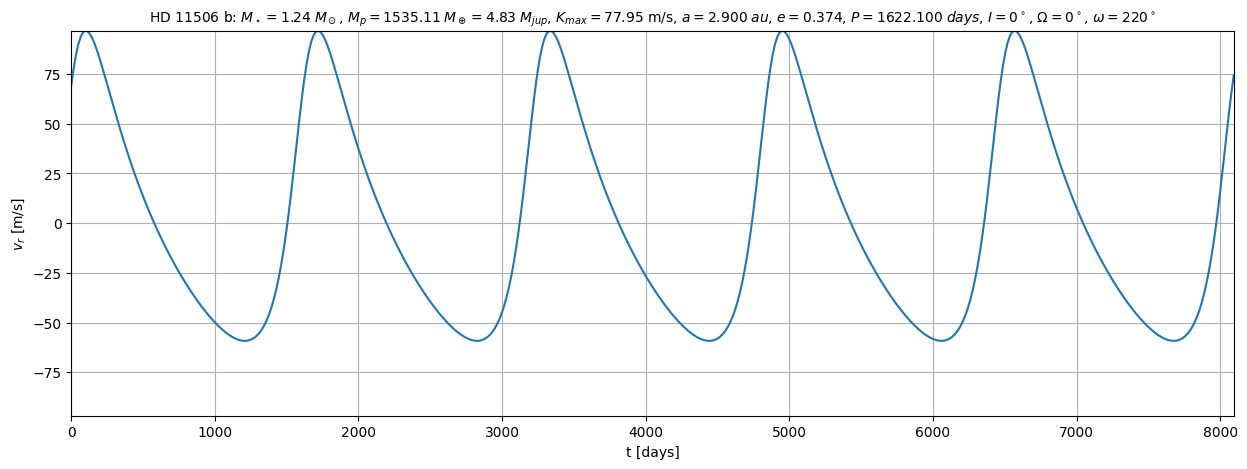 HD 11506 b: M⋆ = 1.24 M⊙, Mp = 1535.11 M⊕ = 4.83 Mjup, Kmax = 77.95 m/s, a = 2.900 au, e = 0.374, P = 1622.100 days, I = 0°, Ω = 0°, ω = 220°
75
50
25
0
−25
−50
−75
vr [m/s]
0 1000 2000 3000 4000 5000 6000 7000 8000
t [days]